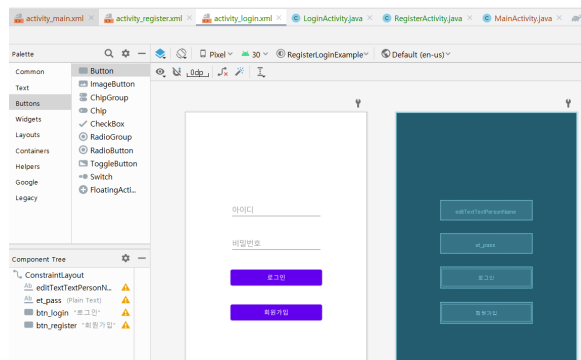 activity_main.xml × activity_register.xml × activity_login.xml × LoginActivity.java × RegisterActivity.java × MainActivity.java ×
Palette
Pixel 30 RegisterLoginExample Default (en-us)
Common
Text
Buttons
Widgets
Layouts
Containers
Helpers
Google
Legacy
Button
ImageButton
ChipGroup
Chip
CheckBox
RadioGroup
RadioButton
ToggleButton
Switch
FloatingActi...
0dp
Component Tree
ConstraintLayout
Ab editTextTextPersonN...
Ab et_pass (Plain Text)
btn_login "로그인"
btn_register "회원가입"
아이디
비밀번호
로그인
회원가입
editTextTextPersonName
et_pass
로그인
회원가입